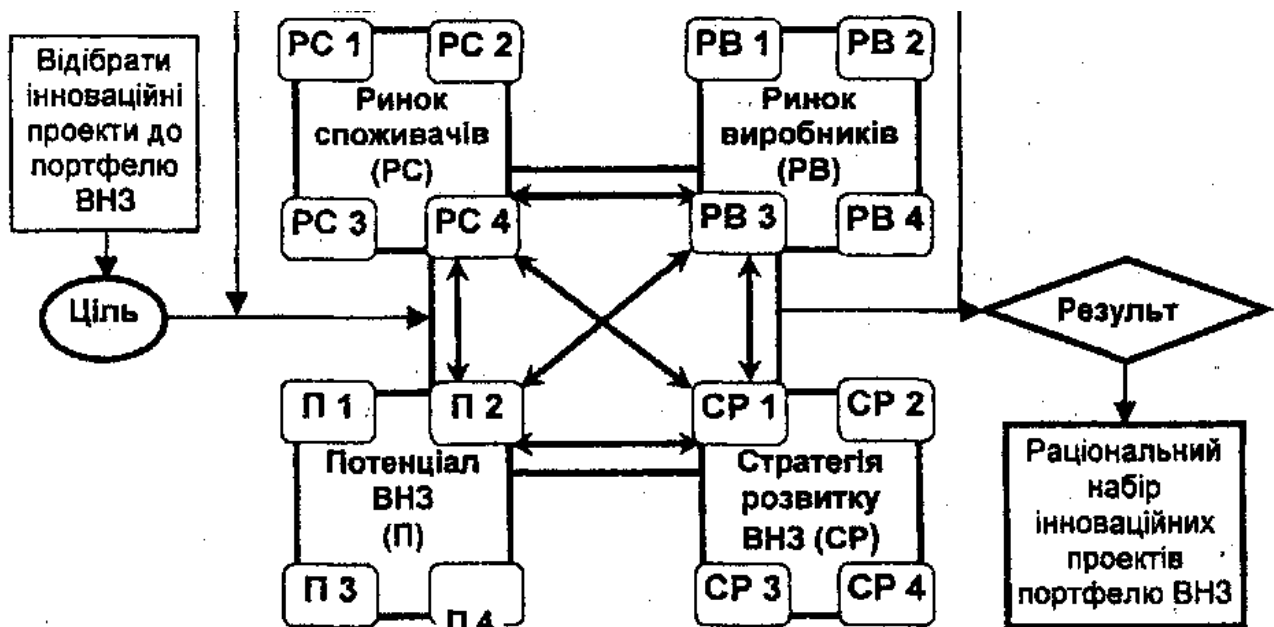 Відібрати
інноваційні
проекти до
портфелю
ВНЗ
Ціль
РС 1
РС 2
Ринок
споживачів
(РС)
РС 3
РС 4
РВ 1
РВ 2
Ринок
виробників
(РВ)
РВ 3
РВ 4
П 1
П 2
Потенціал
ВНЗ
(П)
П 3
П 4
СР 1
СР 2
Стратегія
розвитку
ВНЗ (СР)
СР 3
СР 4
Результ
Раціональний
набір
інноваційних
проектів
портфелю ВНЗ